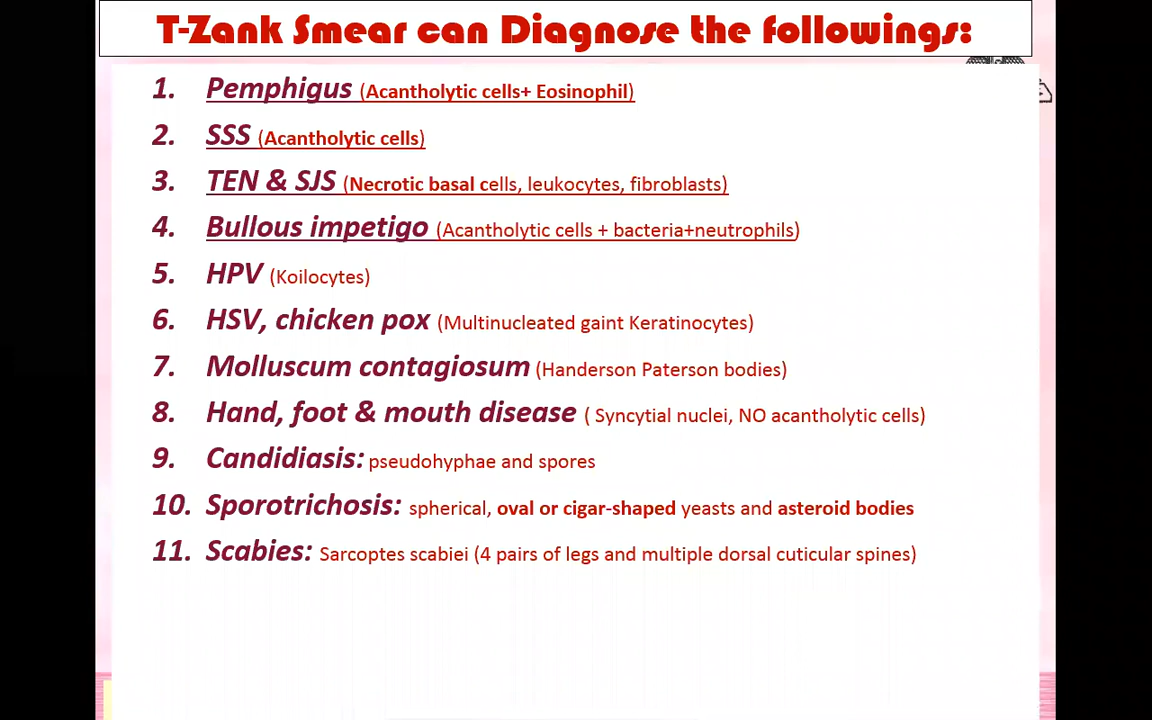 T-Zank Smear can Diagnose the followings:
1. Pemphigus (Acantholytic cells+ Eosinophil)
2. SSS (Acantholytic cells)
3. TEN & SJS (Necrotic basal cells, leukocytes, fibroblasts)
4. Bullous impetigo (Acantholytic cells + bacteria+neutrophils)
5. HPV (Koilocytes)
6. HSV, chicken pox (Multinucleated gaint Keratinocytes)
7. Molluscum contagiosum (Handerson Paterson bodies)
8. Hand, foot & mouth disease ( Syncytial nuclei, NO acantholytic cells)
9. Candidiasis: pseudohyphae and spores
10. Sporotrichosis: spherical, oval or cigar-shaped yeasts and asteroid bodies
11. Scabies: Sarcoptes scabiei (4 pairs of legs and multiple dorsal cuticular spines)